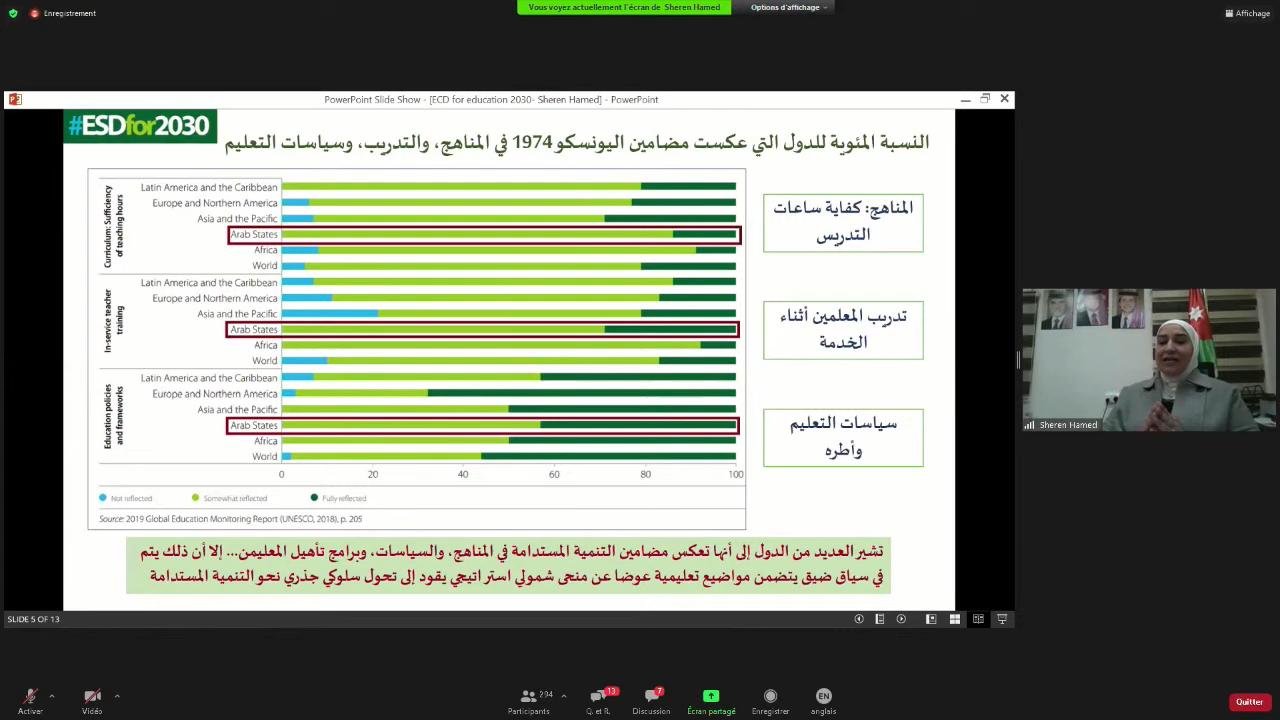 Enregistrement
Vous voyez actuellement l'écran de Sheren Hamed
Options d'affichage
Affichage
PowerPoint Slide Show - [ECD for education 2030- Sheren Hamed] - PowerPoint
#ESDfor2030
النسبة المئوية للدول التي عكست مضامين اليونسكو 1974 في المناهج، والتدريب، وسياسات التعليم
Curriculum: Sufficiency
of teaching hours
Latin America and the Caribbean
Europe and Northern America
Asia and the Pacific
Arab States
Africa
World
In-service teacher
training
Latin America and the Caribbean
Europe and Northern America
Asia and the Pacific
Arab States
Africa
World
Education policies
and frameworks
Latin America and the Caribbean
Europe and Northern America
Asia and the Pacific
Arab States
Africa
World
0 20 40 60 80 100
Not reflected Somewhat reflected Fully reflected
Source: 2019 Global Education Monitoring Report (UNESCO, 2018), p. 205
المناهج: كفاية ساعات
التدريس
تدريب المعلمين أثناء
الخدمة
سياسات التعليم
وأطره
تشير العديد من الدول إلى أنها تعكس مضامين التنمية المستدامة في المناهج، والسياسات، وبرامج تأهيل المعليمن... إلا أن ذلك يتم
في سياق ضيق يتضمن مواضيع تعليمية عوضا عن منحى شمولي استراتيجي يقود إلى تحول سلوكي جذري نحو التنمية المستدامة
SLIDE 5 OF 13
Sheren Hamed
Activer
Vidéo
294
Participants
13
Q. et R.
7
Discussion
Écran partagé
Enregistrer
EN
anglais
Quitter